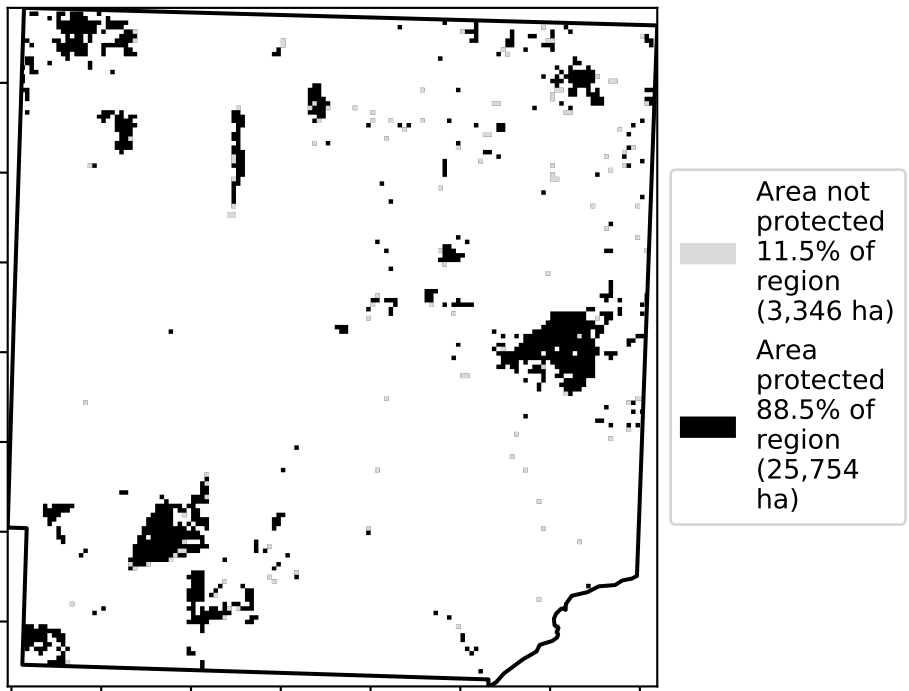 Area not
protected
11.5% of
region
(3,346 ha)
Area
protected
88.5% of
region
(25,754
ha)